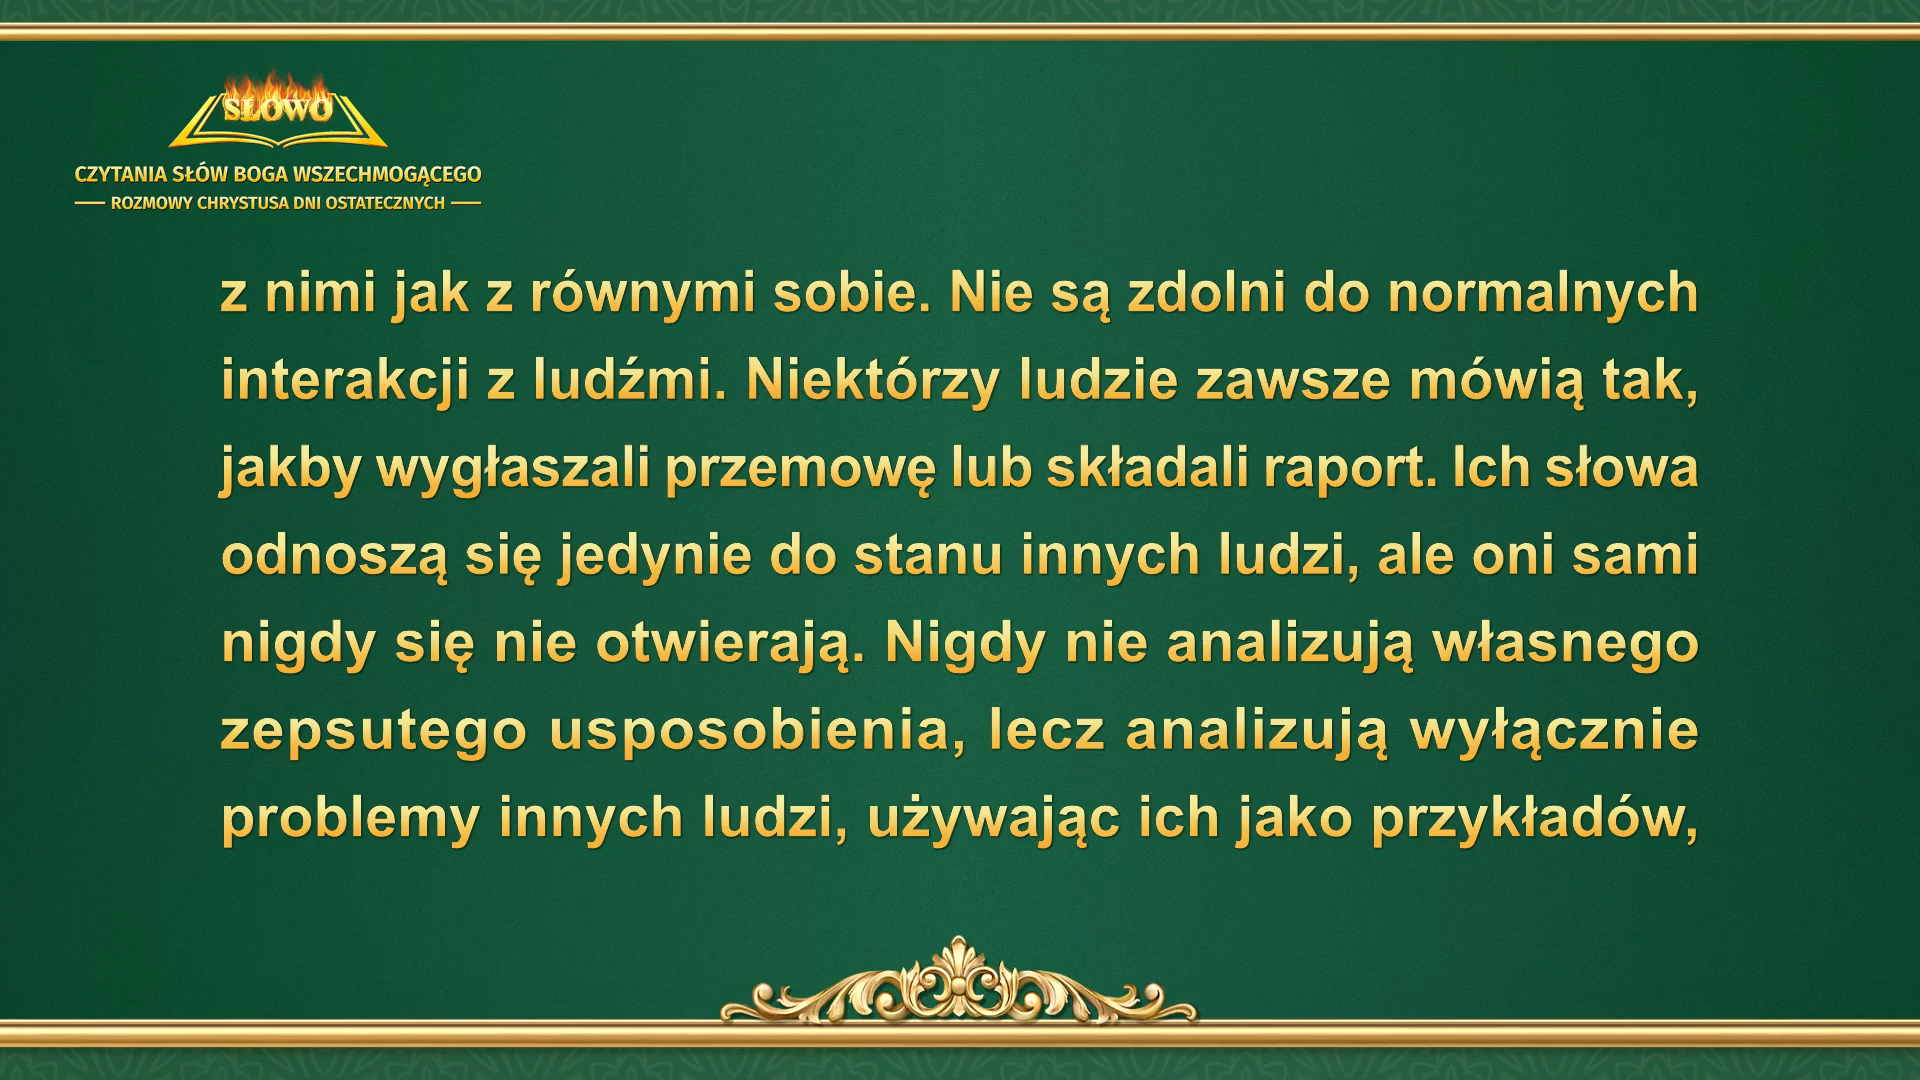 SŁOWO
CZYTANIA SŁÓW BOGA WSZECHMOGĄCEGO
ROZMOWY CHRYSTUSA DNI OSTATECZNYCH
z nimi jak z równymi sobie. Nie są zdolni do normalnych
interakcji z ludźmi. Niektórzy ludzie zawsze mówią tak,
jakby wygłaszali przemowę lub składali raport. Ich słowa
odnoszą się jedynie do stanu innych ludzi, ale oni sami
nigdy się nie otwierają. Nigdy nie analizują własnego
zepsutego usposobienia, lecz analizują wyłącznie
problemy innych ludzi, używając ich jako przykładów,